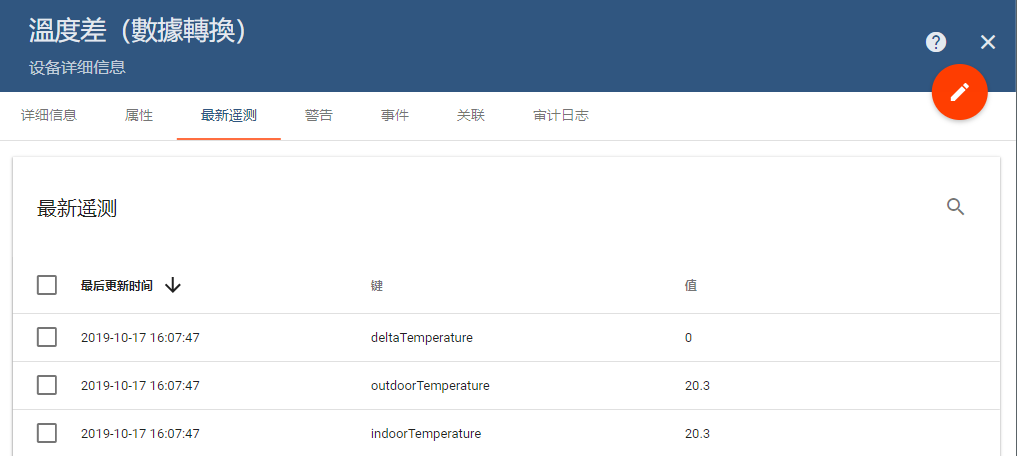 溫度差（數據轉換）
设备详细信息
详细信息 属性 最新遥测 警告 事件 关联 审计日志
最新遥测
最后更新时间 键 值
2019-10-17 16:07:47 deltaTemperature 0
2019-10-17 16:07:47 outdoorTemperature 20.3
2019-10-17 16:07:47 indoorTemperature 20.3